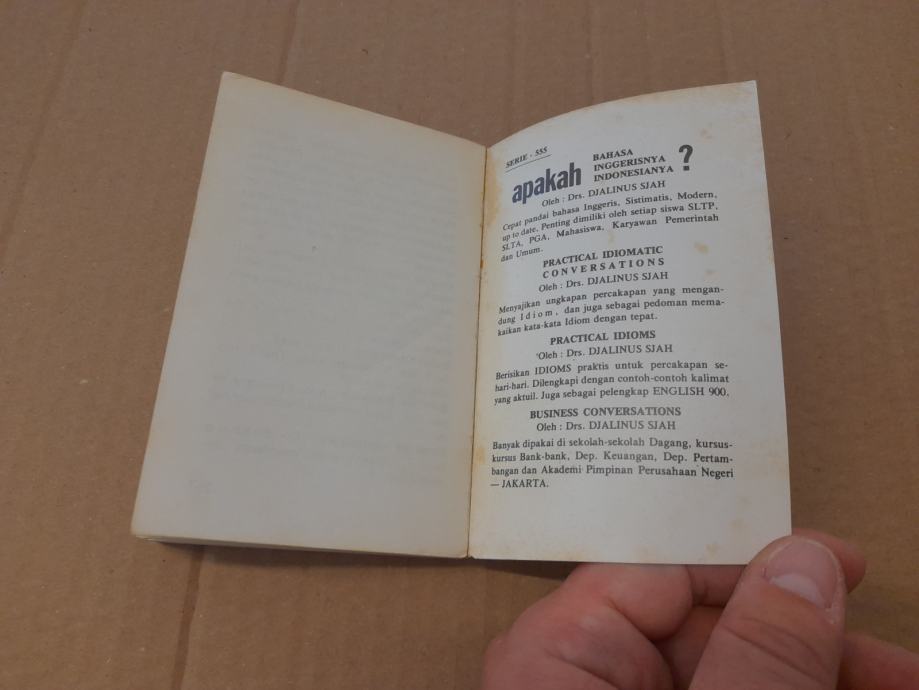 SERIE - 555
apakah BAHASA INGGERISNYA INDONESIANYA ?
Oleh : Drs. DJALINUS SJAH
Cepat pandai bahasa Inggeris, Sistimatis, Modern,
up to date. Penting dimiliki oleh setiap siswa SLTP,
SLTA, PGA, Mahasiswa, Karyawan Pemerintah
dan Umum.
PRACTICAL IDIOMATIC
CONVERSATIONS
Oleh : Drs. DJALINUS SJAH
Menyajikan ungkapan percakapan yang mengan-
dung Idiom, dan juga sebagai pedoman mema-
kaikan kata-kata Idiom dengan tepat.
PRACTICAL IDIOMS
Oleh : Drs. DJALINUS SJAH
Berisikan IDIOMS praktis untuk percakapan se-
hari-hari. Dilengkapi dengan contoh-contoh kalimat
yang aktuil. Juga sebagai pelengkap ENGLISH 900.
BUSINESS CONVERSATIONS
Oleh : Drs. DJALINUS SJAH
Banyak dipakai di sekolah-sekolah Dagang, kursus-
kursus Bank-bank, Dep. Keuangan, Dep. Pertam-
bangan dan Akademi Pimpinan Perusahaan Negeri
— JAKARTA.